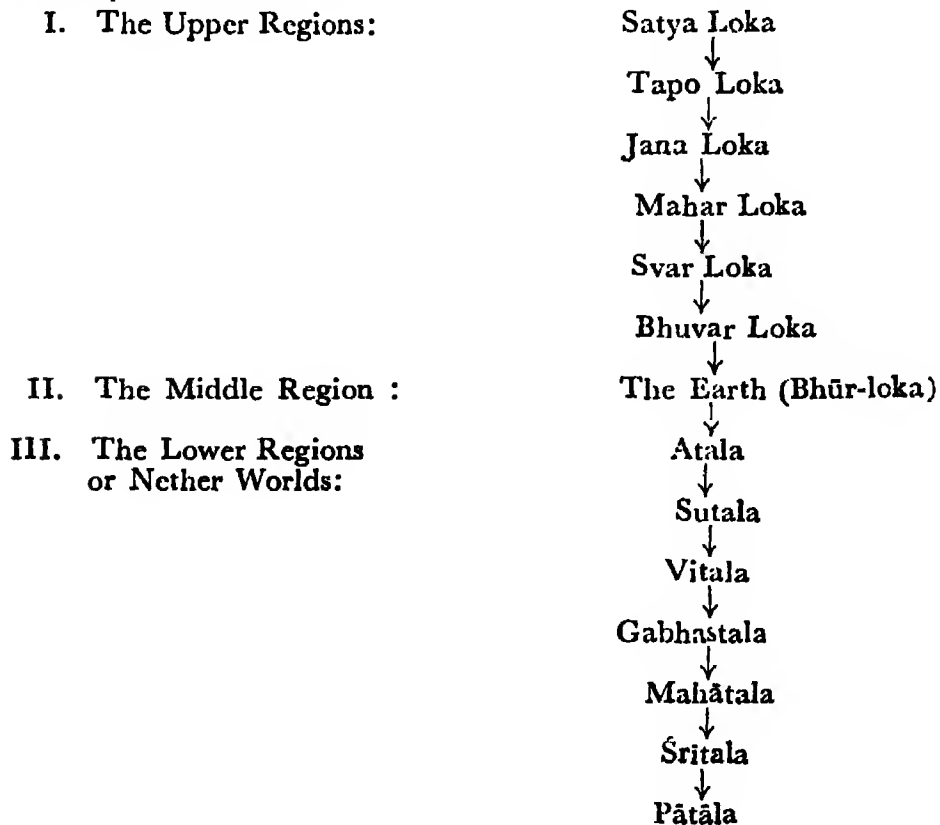 I. The Upper Regions: Satya Loka
Tapo Loka
Jana Loka
Mahar Loka
Svar Loka
Bhuvar Loka
II. The Middle Region : The Earth (Bhūr-loka)
III. The Lower Regions Atala
or Nether Worlds:
Sutala
Vitala
Gabhastala
Mahātala
Śritala
Pātāla